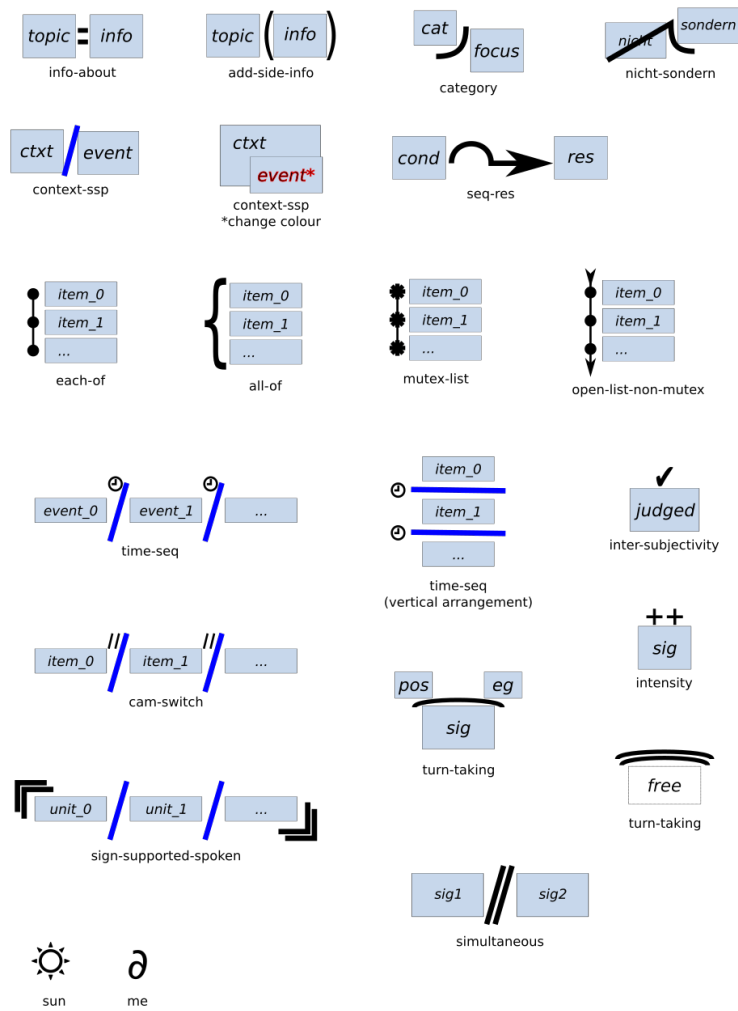 topic = info
info-about
topic ( info )
add-side-info
cat
focus
category
nicht
sondern
nicht-sondern
ctxt / event
context-ssp
ctxt
event*
context-ssp
*change colour
cond
res
seq-res
item_0
item_1
...
each-of
{
item_0
item_1
...
all-of
item_0
item_1
...
mutex-list
item_0
item_1
...
open-list-non-mutex
event_0 / event_1 / ...
time-seq
item_0
item_1
...
time-seq
(vertical arrangement)
✓
judged
inter-subjectivity
item_0 // / item_1 // / ...
cam-switch
pos
eg
sig
turn-taking
++
sig
intensity
unit_0 / unit_1 / ...
sign-supported-spoken
free
turn-taking
sig1 // sig2
simultaneous
sun
∂
me